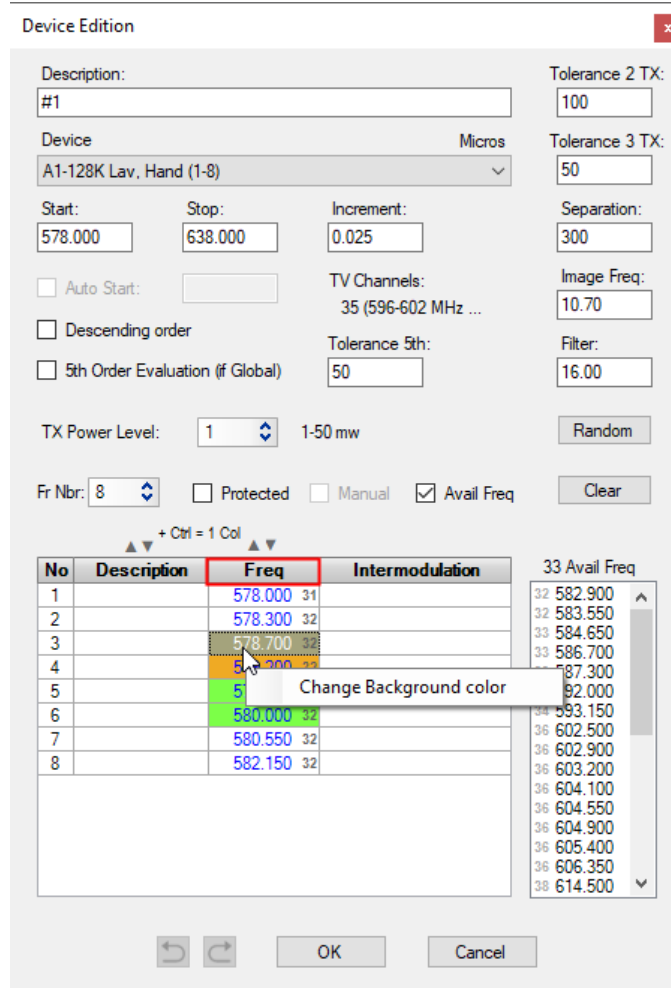 Device Edition
x
Description:
Tolerance 2 TX:
#1
100
Device
Micros
Tolerance 3 TX:
A1-128K Lav, Hand (1-8)
50
Start:
Stop:
Increment:
Separation:
578.000
638.000
0.025
300
Auto Start:
TV Channels:
Image Freq:
35 (596-602 MHz ...
10.70
Descending order
Tolerance 5th:
Filter:
5th Order Evaluation (if Global)
50
16.00
TX Power Level:
1
1-50 mw
Random
Fr Nbr:
8
Protected
Manual
Avail Freq
Clear
+ Ctrl = 1 Col
No Description Freq Intermodulation
33 Avail Freq
1 578.000 31
2 578.300 32
3 578.700 32
4
5
6 580.000 32
7 580.550 32
8 582.150 32
Change Background color
32 582.900
32 583.550
33 584.650
33 586.700
587.300
92.000
34 593.150
36 602.500
36 602.900
36 603.200
36 604.100
36 604.550
36 604.900
36 605.400
36 606.350
38 614.500
OK
Cancel